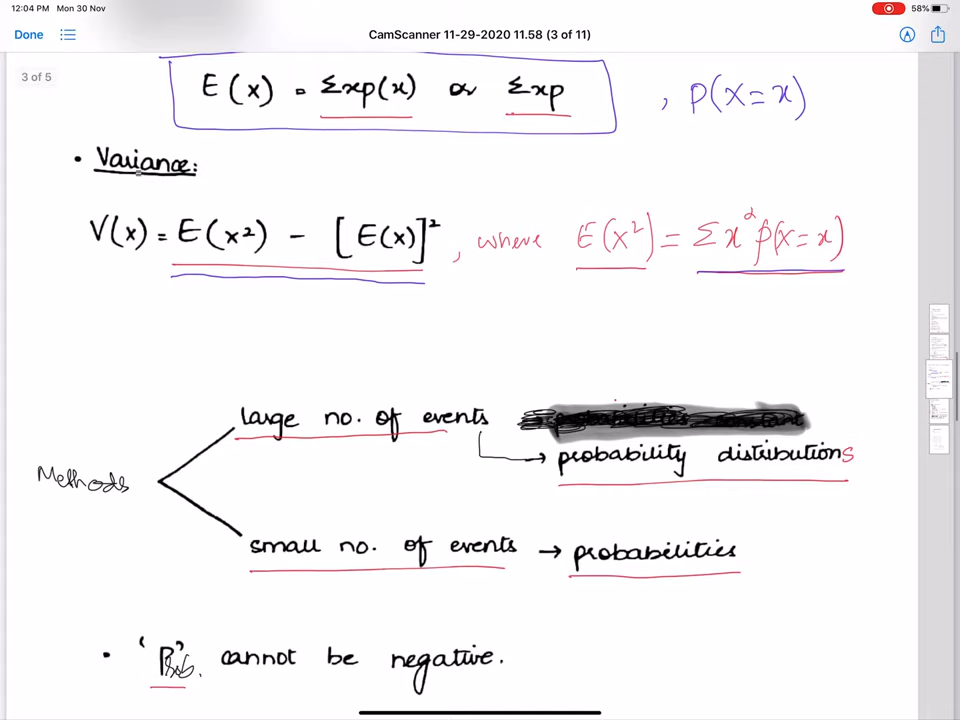 12:04 PM Mon 30 Nov 58%
Done CamScanner 11-29-2020 11.58 (3 of 11)
3 of 5
E(x) = Σxp(x) or Σxp , P(X=x)
• Variance:
V(x) = E(x²) - [E(x)]², where E(X²) = Σx²p(X=x)
large no. of events
→ probability distributions
Methods
small no. of events → probabilities
• "Prob." cannot be negative.